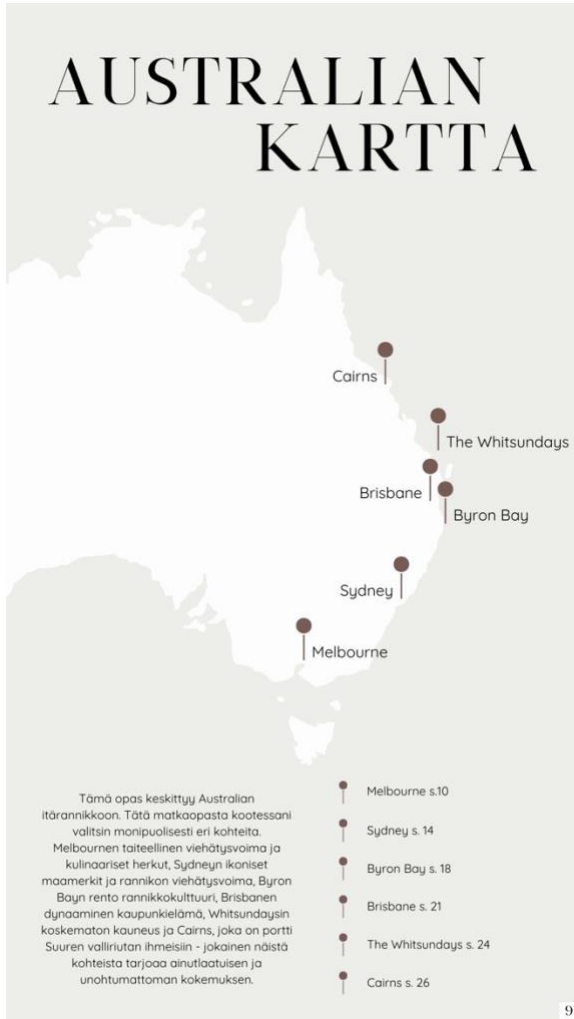 AUSTRALIAN
KARTTA
Cairns
The Whitsundays
Brisbane
Byron Bay
Sydney
Melbourne
Tämä opas keskittyy Australian
itärannikkoon. Tätä matkaopasta kootessani
valitsin monipuolisesti eri kohteita.
Melbournen taiteellinen viehätysvoima ja
kulinaariset herkut, Sydneyn ikoniset
maamerkit ja rannikon viehätysvoima, Byron
Bayn rento rannikkokulttuuri, Brisbanen
dynaaminen kaupunkielämä, Whitsundaysin
koskematon kauneus ja Cairns, joka on portti
Suuren valliriutan ihmeisiin - jokainen näistä
kohteista tarjoaa ainutlaatuisen ja
unohtumattoman kokemuksen.
Melbourne s.10
Sydney s. 14
Byron Bay s. 18
Brisbane s. 21
The Whitsundays s. 24
Cairns s. 26
9